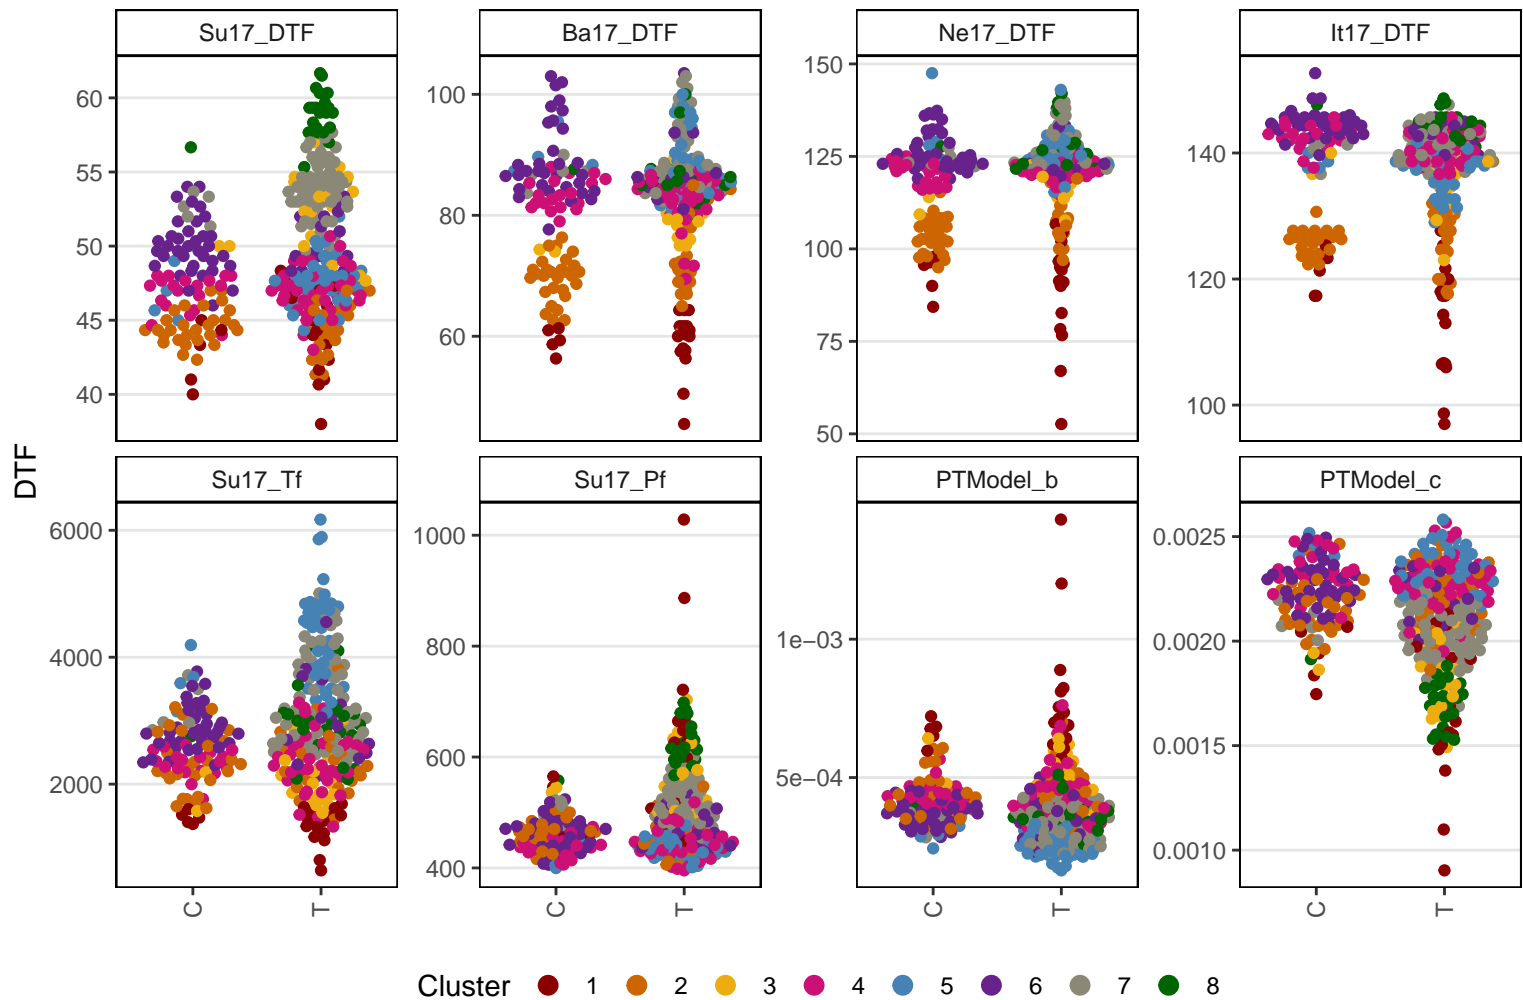 Su17_DTF
Ba17_DTF
Ne17_DTF
It17_DTF
60
55
50
45
40
100
80
60
150
125
100
75
50
140
120
100
DTF
Su17_Tf
Su17_Pf
PTModel_b
PTModel_c
6000
4000
2000
1000
800
600
400
1e−03
5e−04
0.0025
0.0020
0.0015
0.0010
C T
C T
C T
C T
Cluster 1 2 3 4 5 6 7 8